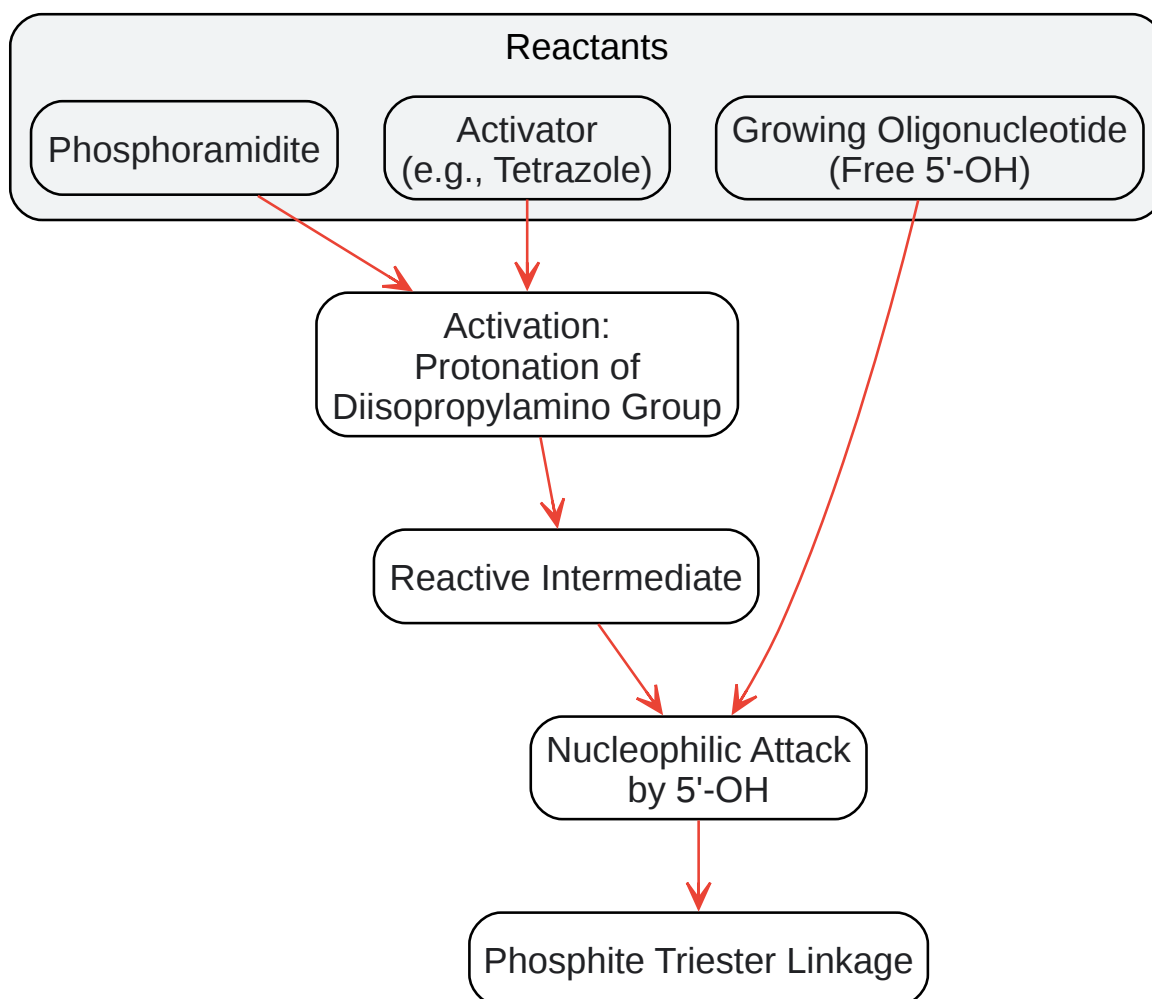 Reactants
Phosphoramidite
Activator
(e.g., Tetrazole)
Growing Oligonucleotide
(Free 5'-OH)
Activation:
Protonation of
Diisopropylamino Group
Reactive Intermediate
Nucleophilic Attack
by 5'-OH
Phosphite Triester Linkage